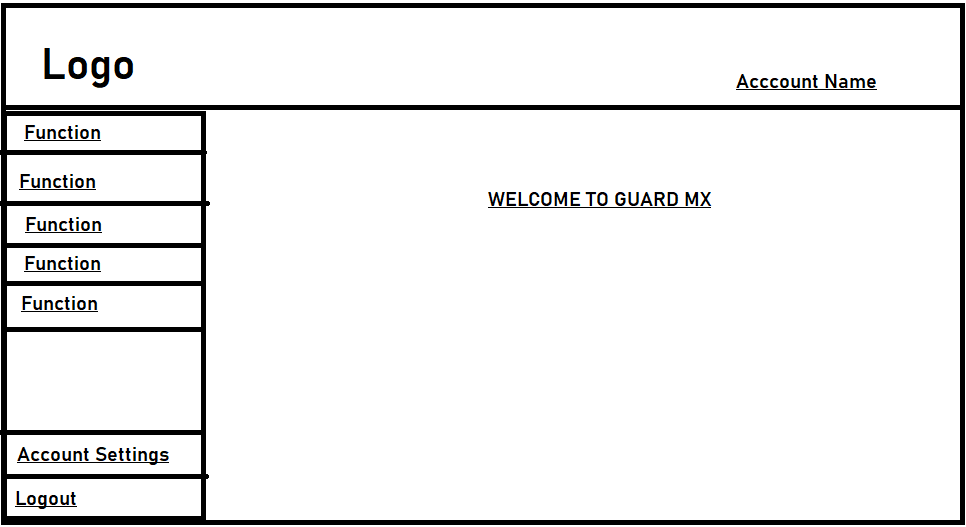 Logo
Acccount Name
Function
Function
WELCOME TO GUARD MX
Function
Function
Function
Account Settings
Logout